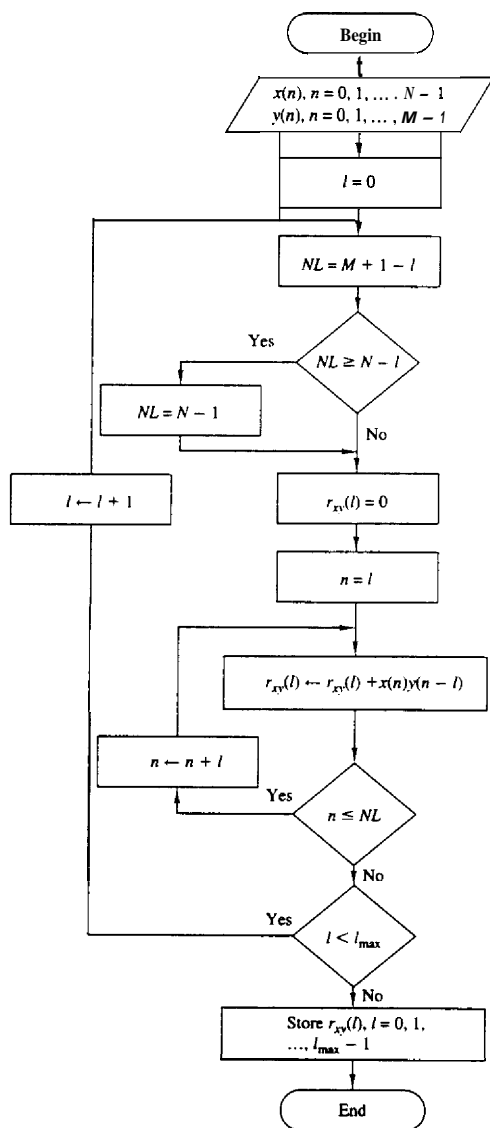 Begin
x(n), n = 0, 1, ... . N − 1
y(n), n = 0, 1, ... , M − 1
l = 0
NL = M + 1 − l
Yes
NL ≥ N − l
NL = N − 1
No
l ← l + 1
r_xy(l) = 0
n = l
r_xy(l) ← r_xy(l) + x(n)y(n − l)
n ← n + l
Yes
n ≤ NL
No
Yes
l < l_max
No
Store r_xy(l), l = 0, 1,
..., l_max − 1
End